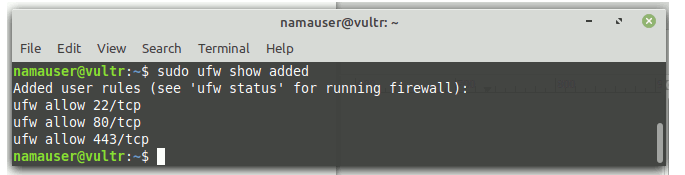 namauser@vultr: ~
File Edit View Search Terminal Help
namauser@vultr:~$ sudo ufw show added
Added user rules (see 'ufw status' for running firewall):
ufw allow 22/tcp
ufw allow 80/tcp
ufw allow 443/tcp
namauser@vultr:~$